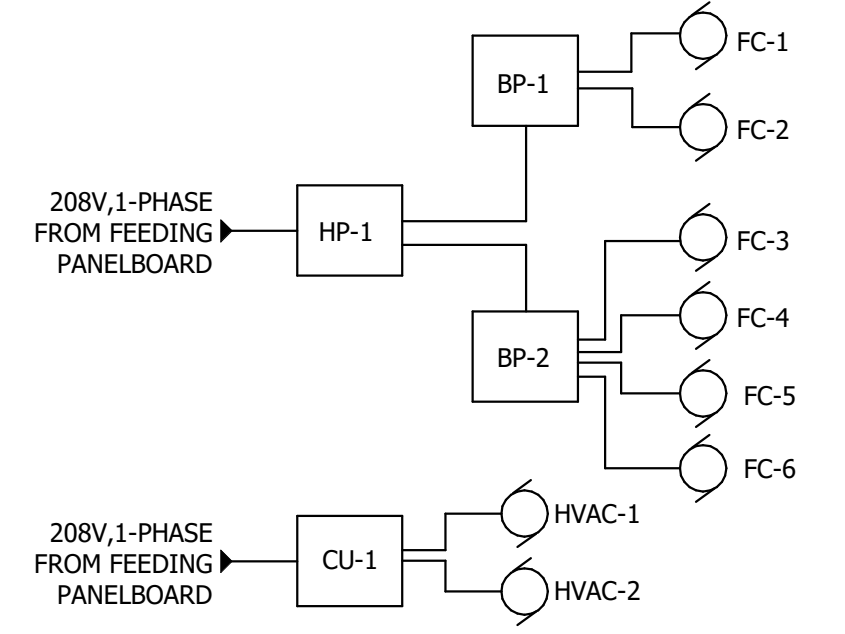 FC-1
BP-1
FC-2
208V,1-PHASE
FROM FEEDING
PANELBOARD
HP-1
FC-3
FC-4
BP-2
FC-5
FC-6
208V,1-PHASE
FROM FEEDING
PANELBOARD
CU-1
HVAC-1
HVAC-2